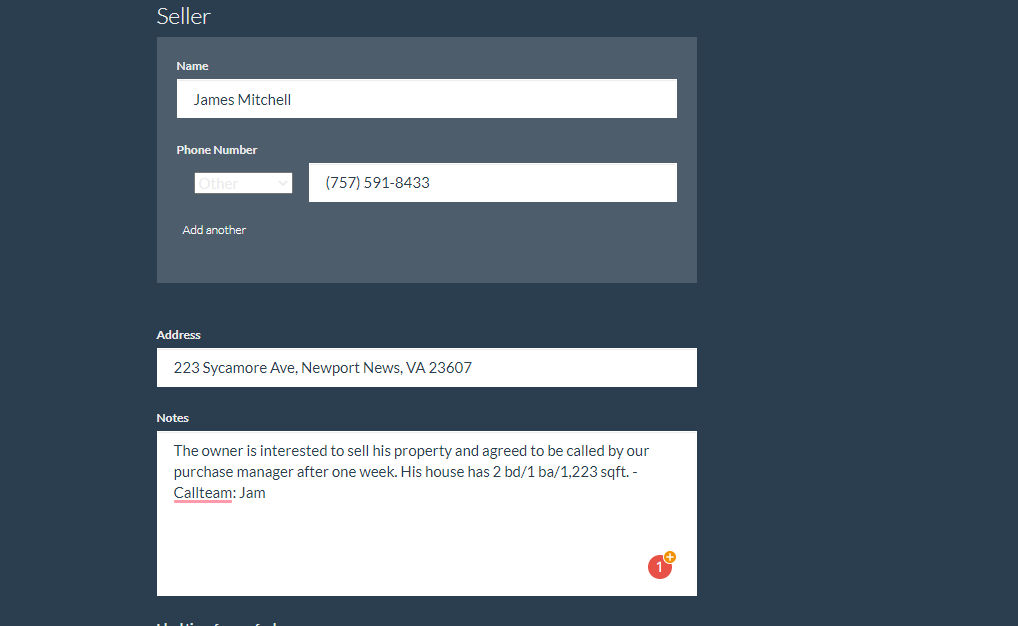 Seller
Name
James Mitchell
Phone Number
Other
(757) 591-8433
Add another
Address
223 Sycamore Ave, Newport News, VA 23607
Notes
The owner is interested to sell his property and agreed to be called by our
purchase manager after one week. His house has 2 bd/1 ba/1,223 sqft. -
Callteam: Jam
1